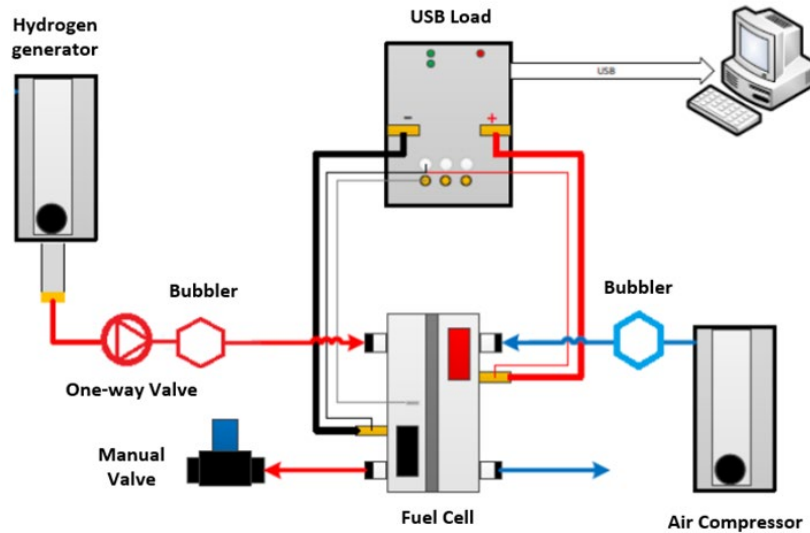 Hydrogen
generator
USB Load
USB
-
+
Bubbler
Bubbler
One-way Valve
Manual
Valve
Fuel Cell
Air Compressor